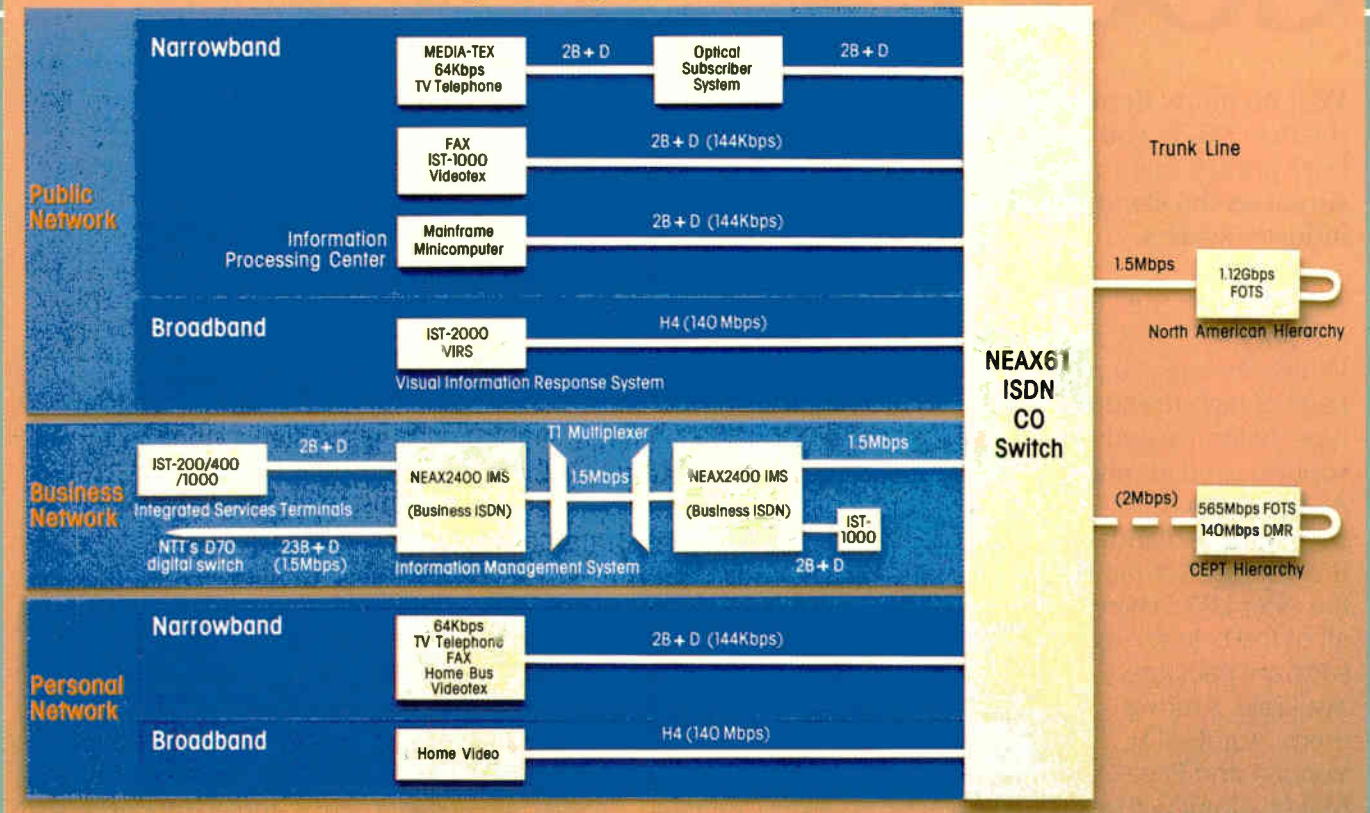 Public
Network
Narrowband
MEDIA-TEX
64Kbps
TV Telephone
2B + D
Optical
Subscriber
System
2B + D
FAX
IST-1000
Videotex
2B + D (144Kbps)
Information
Processing Center
Mainframe
Minicomputer
2B + D (144Kbps)
Broadband
IST-2000
VIRS
H4 (140 Mbps)
Visual Information Response System
Business
Network
IST-200/400
/1000
2B + D
Integrated Services Terminals
NTT's D70
digital switch
23B + D
(1.5Mbps)
NEAX2400 IMS
(Business ISDN)
Information Management System
T1 Multiplexer
1.5Mbps
NEAX2400 IMS
(Business ISDN)
1.5Mbps
IST-
1000
2B + D
Personal
Network
Narrowband
64Kbps
TV Telephone
FAX
Home Bus
Videotex
2B + D (144Kbps)
Broadband
Home Video
H4 (140 Mbps)
NEAX61
ISDN
CO
Switch
Trunk Line
1.5Mbps
1.12Gbps
FOTS
North American Hierarchy
(2Mbps)
565Mbps FOTS
140Mbps DMR
CEPT Hierarchy